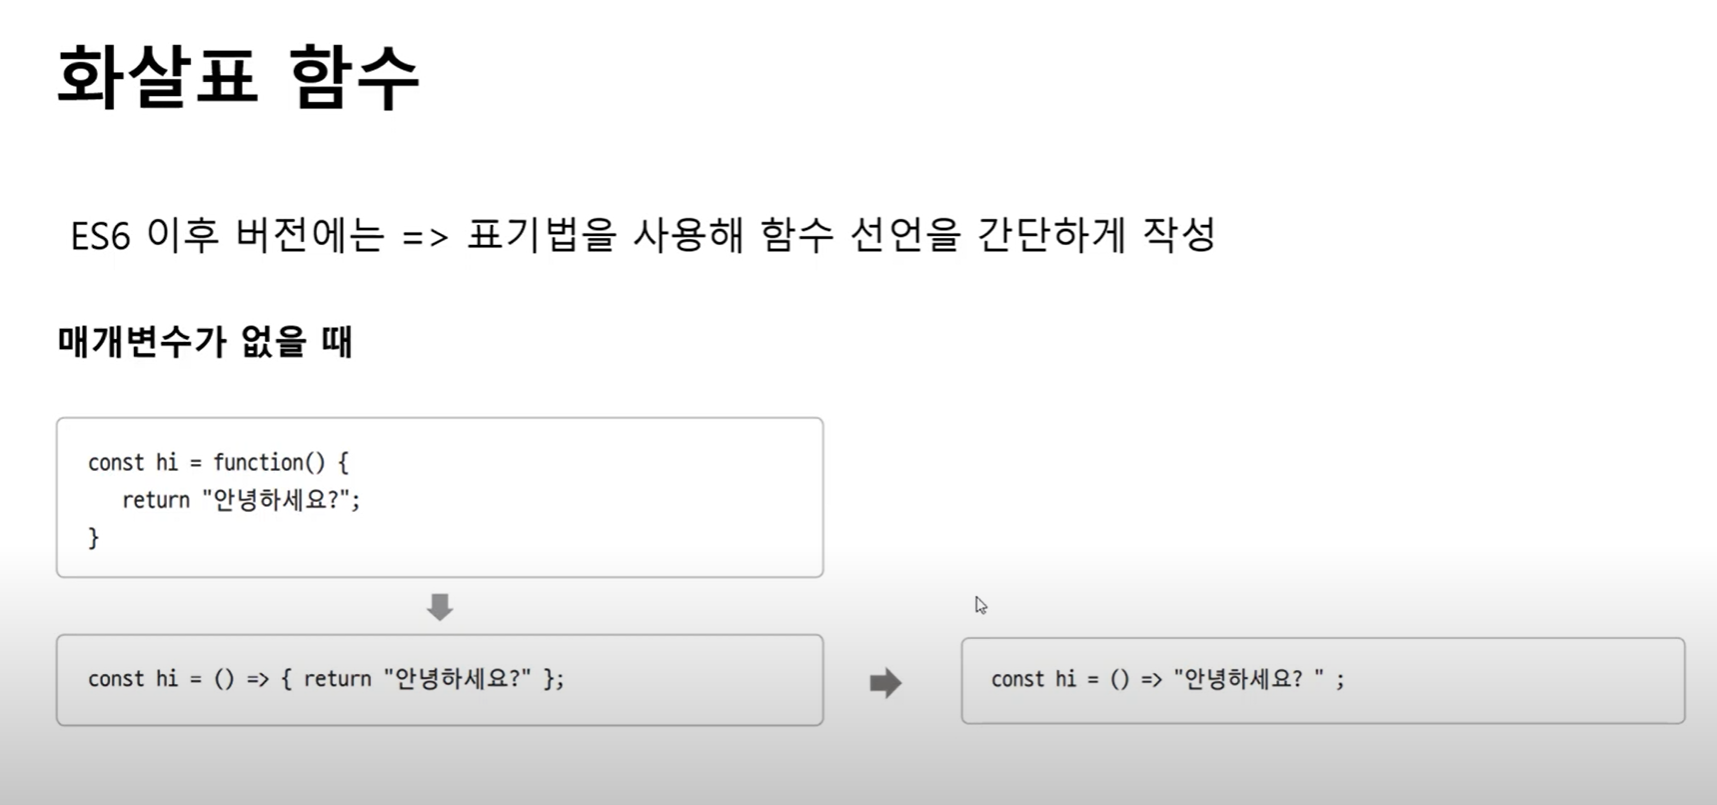 화살표 함수
ES6 이후 버전에는 => 표기법을 사용해 함수 선언을 간단하게 작성
매개변수가 없을 때
const hi = function() {
return "안녕하세요?";
}
const hi = () => { return "안녕하세요?" };
const hi = () => "안녕하세요? " ;